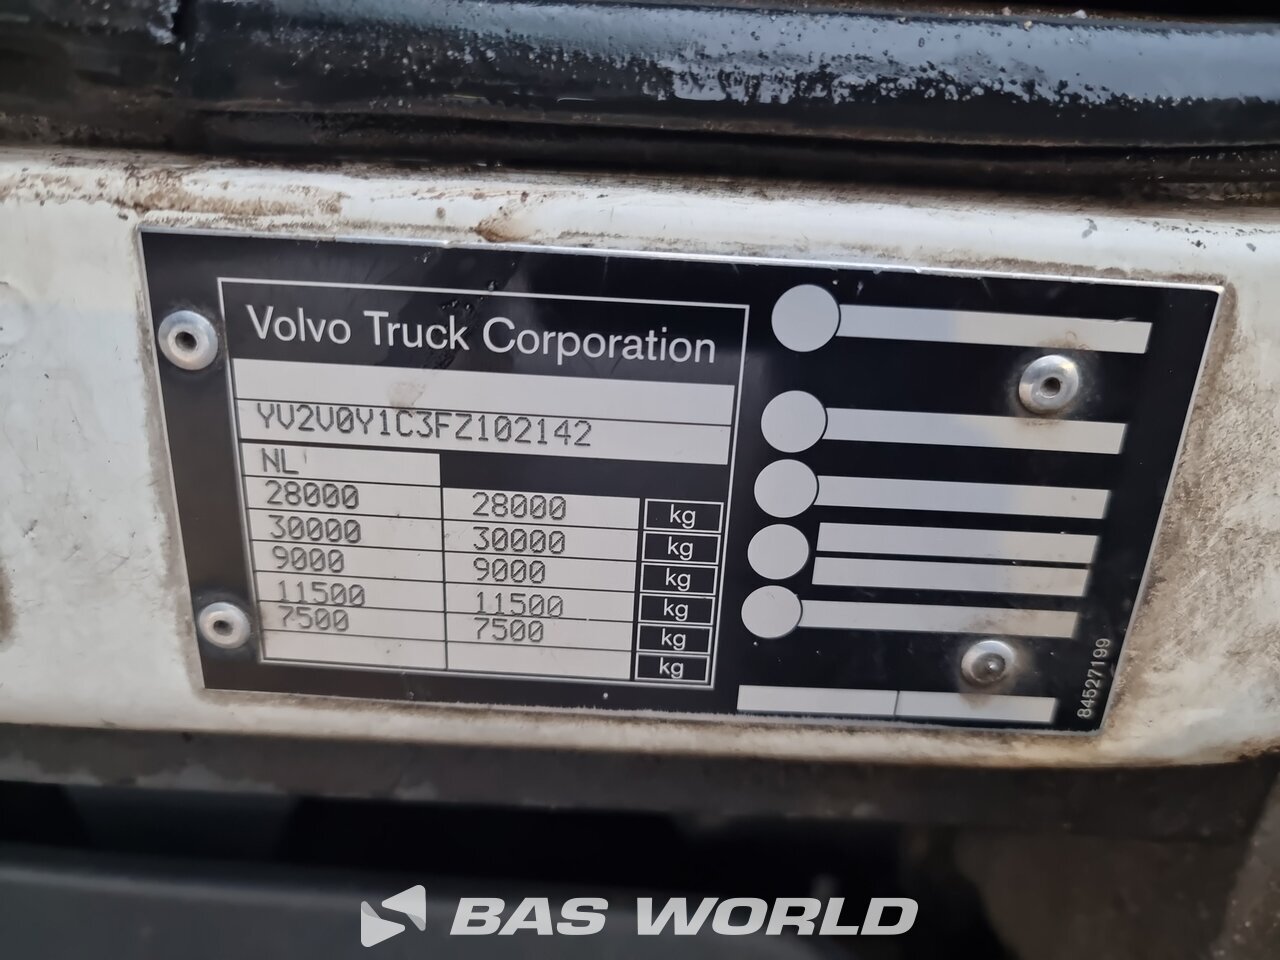 Volvo Truck Corporation
YV2V0Y1C3FZ102142
NL
28000 28000 kg
30000 30000 kg
9000 9000 kg
11500 11500 kg
7500 7500 kg
kg
84527199
BAS WORLD